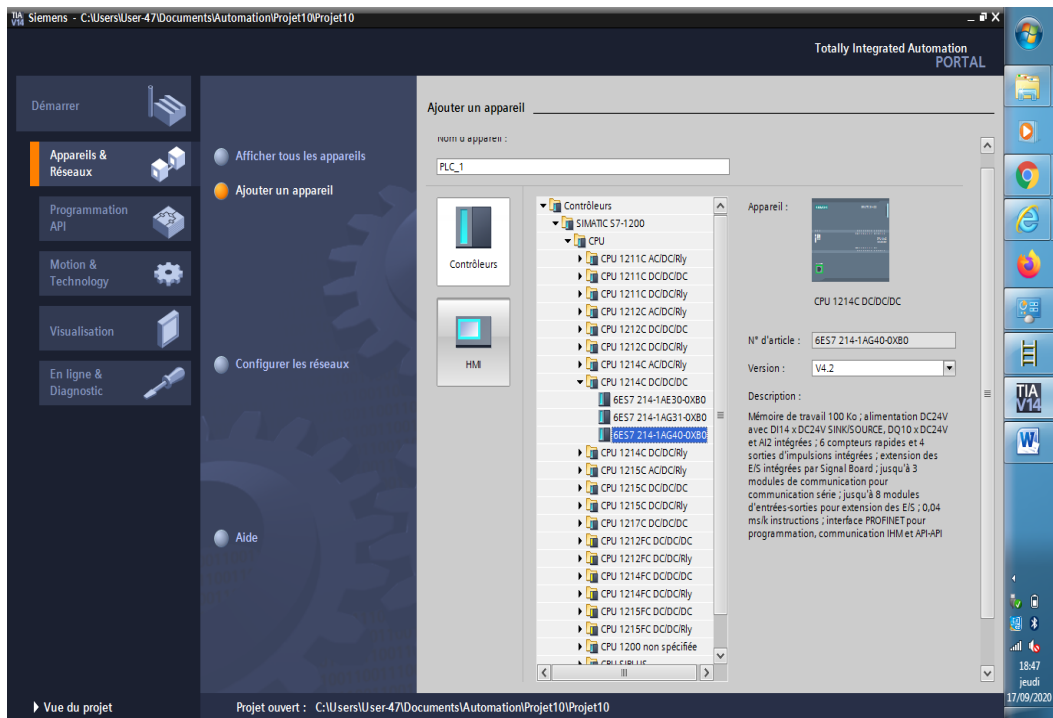 Siemens - C:\Users\User-47\Documents\Automation\Projet10\Projet10
Totally Integrated Automation
PORTAL
Démarrer
Appareils &
Réseaux
Programmation
API
Motion &
Technology
Visualisation
En ligne &
Diagnostic
Afficher tous les appareils
Ajouter un appareil
Configurer les réseaux
Aide
Ajouter un appareil
Nom d'appareil :
PLC_1
Contrôleurs
HMI
Contrôleurs
SIMATIC S7-1200
CPU
CPU 1211C AC/DC/Rly
CPU 1211C DC/DC/DC
CPU 1211C DC/DC/Rly
CPU 1212C AC/DC/Rly
CPU 1212C DC/DC/DC
CPU 1212C DC/DC/Rly
CPU 1214C AC/DC/Rly
CPU 1214C DC/DC/DC
6ES7 214-1AE30-0XB0
6ES7 214-1AG31-0XB0
6ES7 214-1AG40-0XB0
CPU 1214C DC/DC/Rly
CPU 1215C AC/DC/Rly
CPU 1215C DC/DC/DC
CPU 1215C DC/DC/Rly
CPU 1217C DC/DC/DC
CPU 1212FC DC/DC/DC
CPU 1212FC DC/DC/Rly
CPU 1214FC DC/DC/DC
CPU 1214FC DC/DC/Rly
CPU 1215FC DC/DC/DC
CPU 1215FC DC/DC/Rly
CPU 1200 non spécifiée
CPU SIPLUS
Appareil :
CPU 1214C DC/DC/DC
N° d'article :
6ES7 214-1AG40-0XB0
Version :
V4.2
Description :
Mémoire de travail 100 Ko ; alimentation DC24V
avec DI14 x DC24V SINK/SOURCE, DQ10 x DC24V
et AI2 intégrées ; 6 compteurs rapides et 4
sorties d'impulsions intégrées ; extension des
E/S intégrées par Signal Board ; jusqu'à 3
modules de communication pour
communication série ; jusqu'à 8 modules
d'entrées-sorties pour extension des E/S ; 0,04
ms/k instructions ; interface PROFINET pour
programmation, communication IHM et API-API
Vue du projet
Projet ouvert : C:\Users\User-47\Documents\Automation\Projet10\Projet10
TIA
V14
W
18:47
jeudi
17/09/2020